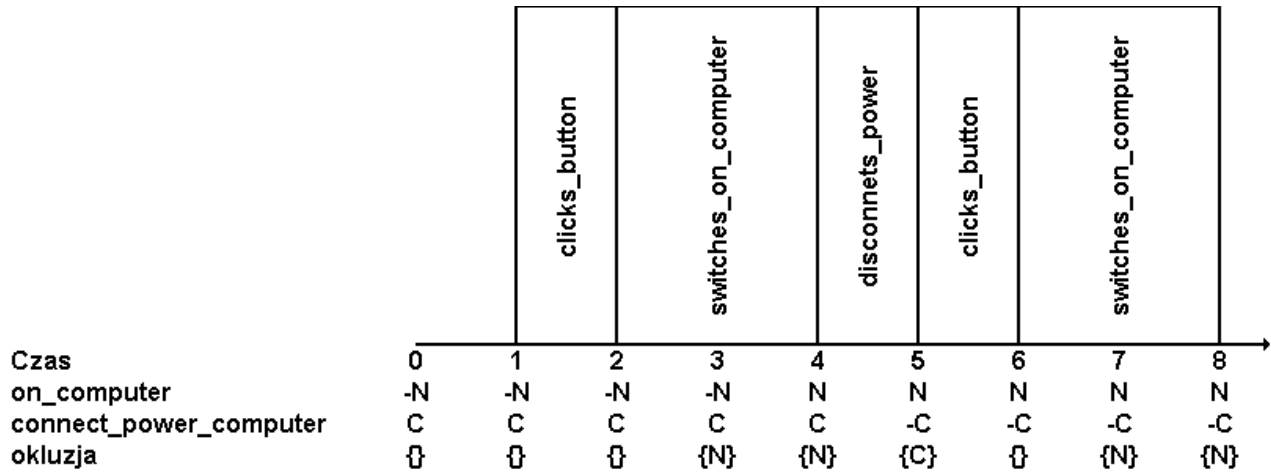 clicks_button
switches_on_computer
disconnets_power
clicks_button
switches_on_computer
Czas 0 1 2 3 4 5 6 7 8
on_computer -N -N -N -N N N N N N
connect_power_computer C C C C C -C -C -C -C
okluzja {} {} {} {N} {N} {C} {} {N} {N}